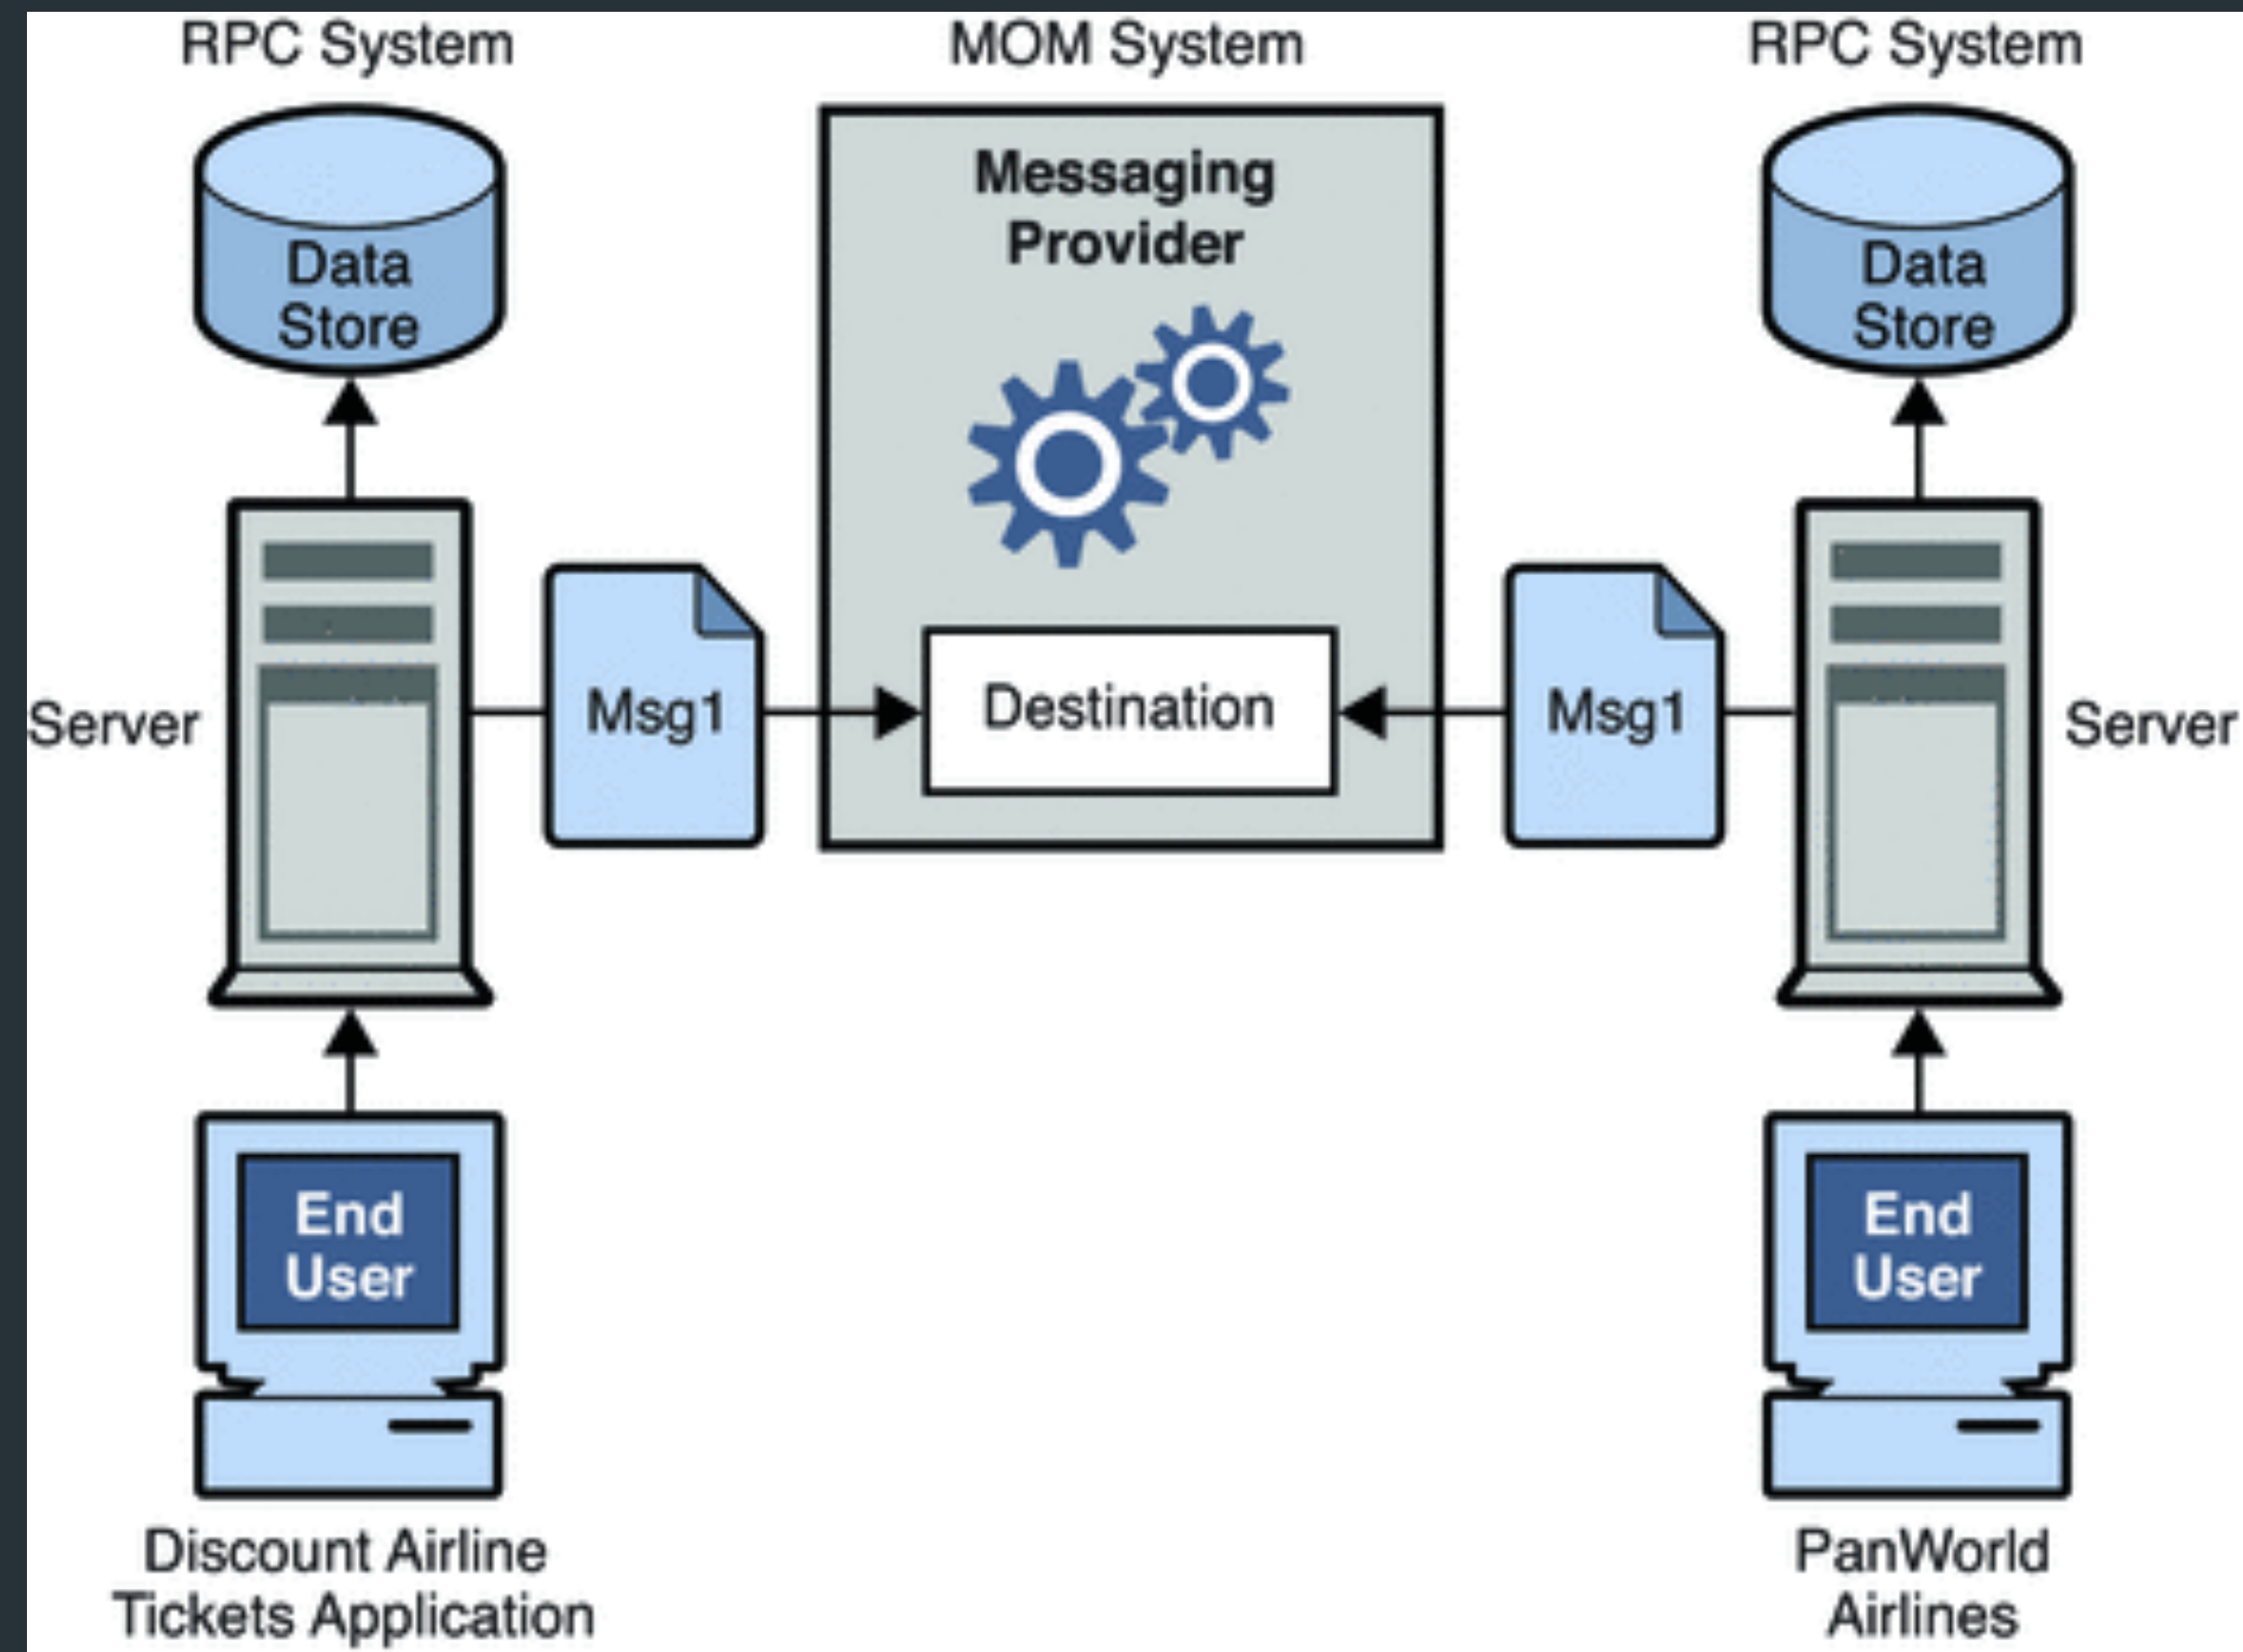 RPC System
MOM System
RPC System
Data
Store
Messaging
Provider
Data
Store
Server
Msg1
Destination
Msg1
Server
End
User
End
User
Discount Airline
Tickets Application
PanWorld
Airlines